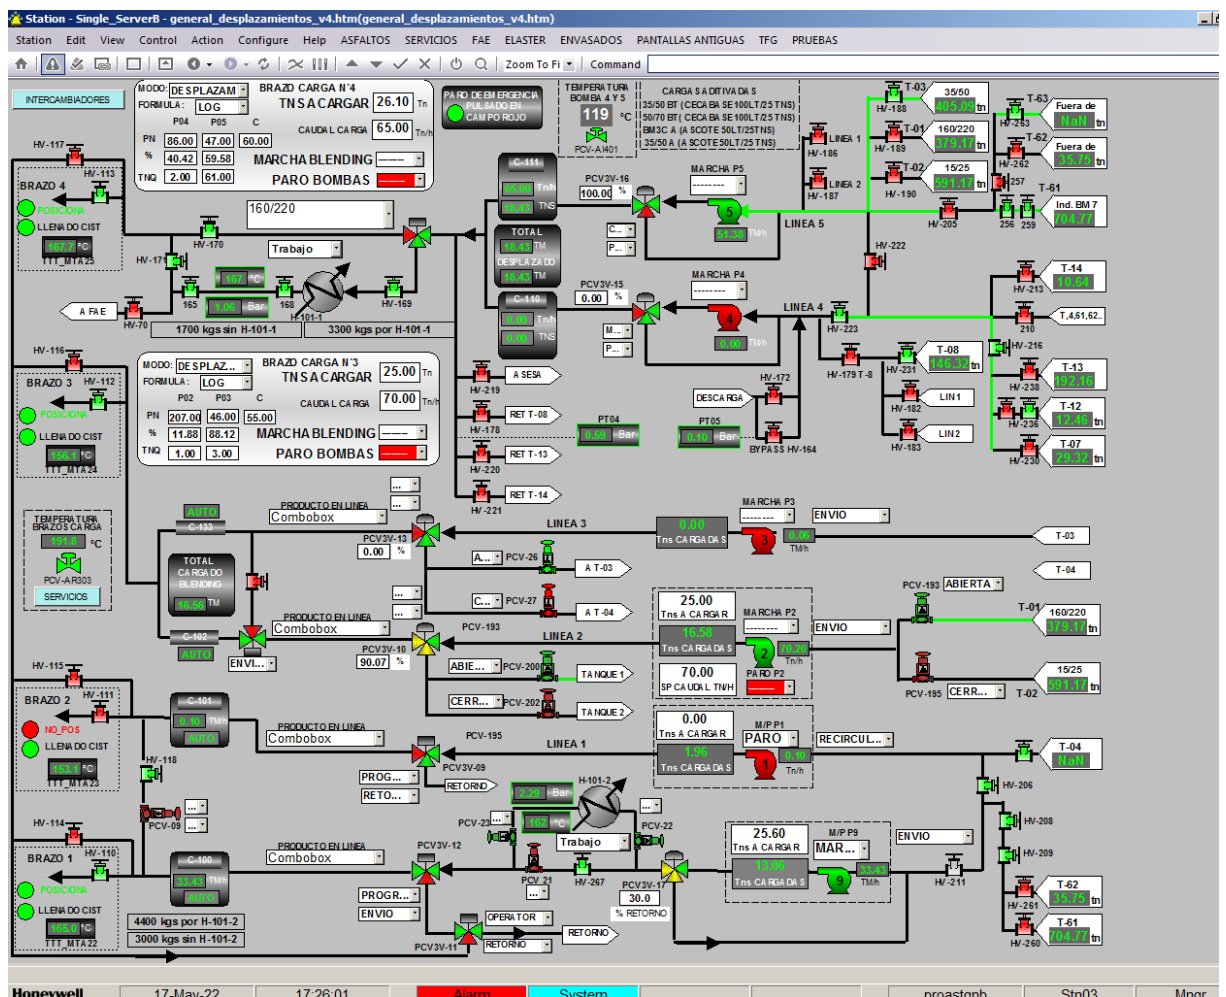 Station - Single_ServerB - general_desplazamientos_v4.htm(general_desplazamientos_v4.htm)
Station Edit View Control Action Configure Help ASFALTOS SERVICIOS FAE ELASTER ENVASADOS PANTALLAS ANTIGUAS TFG PRUEBAS
Zoom To Fi Command
INTERCAMBIADORES
MODO: DESPLAZAM BRAZO CARGA N°4
FORMULA: LOG TNS A CARGAR 26.10 Tn
P04 P05 C CAUDAL CARGA 65.00 Tn/h
PN 86.00 47.00 60.00
% 40.42 59.58 MARCHA BLENDING
TNQ 2.00 61.00 PARO BOMBAS
PARO DE EMERGENCIA
PULSADO EN
CAMPO ROJO
TEMPERATURA
BOMBA 4 Y 5
119 °C
PCV-AI401
CARGAS ADITIVADAS
35/50 BT (CECABASE 100LT/25 TNS)
50/70 BT (CECABASE 100LT/25 TNS)
BM3C A (ASCOTE 50LT/25TNS)
35/50 A (ASCOTE 50LT/25TNS)
HV-186 LINEA 1
HV-187 LINEA 2
T-03 35/50 405.09 tn
HV-188
T-01 160/220 379.17 tn
HV-189
T-02 15/25 591.17 tn
HV-190
T-63 Fuera de NaN tn
HV-263
T-62 Fuera de 35.75 tn
HV-262
257
T-61 Ind. BM 7 704.77
256 259
HV-205
HV-117
HV-113
BRAZO 4
POSICIONA
LLENA DO CIST
167.7 °C
TTT_MTA25
160/220
HV-170
HV-171
Trabajo
167 °C
165 168
1.06 Bar
H-101-1
HV-169
A FAE
HV-70
1700 kgs sin H-101-1 3300 kgs por H-101-1
C-111
65.00 Tn/h
18.43 TNS
TOTAL
18.43 TM
DESPLAZADO
18.43 TM
C-110
0.00 Tn/h
0.00 TNS
PCV3V-16
100.00 %
C...
P...
MARCHA P5
5
51.38 TM/h
LINEA 5
PCV3V-15
0.00 %
M...
P...
MARCHA P4
4
0.00 TM/h
LINEA 4
HV-222
HV-223
T-14 10.64
HV-213
T,4,61,62..
210
HV-216
T-13 192.16
HV-238
T-12 12.46
HV-236
T-07 29.32
HV-230
HV-179 T-8
T-08 146.32 tn
HV-231
HV-182 LIN1
HV-183 LIN2
DESCARGA
HV-172
BYPASS HV-164
HV-116
HV-112
BRAZO 3
POSICIONA
LLENA DO CIST
156.1 °C
TTT_MTA24
MODO: DESPLAZ... BRAZO CARGA N°3
FORMULA: LOG TNS A CARGAR 25.00 Tn
P02 P03 C CAUDAL CARGA 70.00 Tn/h
PN 207.00 46.00 55.00
% 11.88 88.12 MARCHA BLENDING
TNQ 1.00 3.00 PARO BOMBAS
A SESA
HV-219
RET T-08
HV-178
RET T-13
HV-220
RET T-14
HV-221
PT04
0.59 Bar
PT05
0.10 Bar
TEMPERATURA
BRAZOS CARGA
191.8 °C
PCV-AR303
SERVICIOS
AUTO
C-133
TOTAL
CARGADO
BLENDING
16.56 TM
C-102
AUTO
PRODUCTO EN LINEA
Combobox
PCV3V-13
0.00 %
LINEA 3
0.00
Tns CARGADAS
MARCHA P3
ENVIO
3
0.06
TM/h
T-03
T-04
A... PCV-26 A T-03
C... PCV-27 A T-04
PRODUCTO EN LINEA
Combobox
ENVI...
PCV3V-10
90.07 %
PCV-193
LINEA 2
25.00
Tns A CARGAR
16.58
Tns CARGADAS
70.00
SP CAUDAL TN/H
MARCHA P2
ENVIO
2
70.20
Tn/h
PARO P2
PCV-193 ABIERTA
T-01 160/220 379.17 tn
15/25 591.17 tn
PCV-195 CERR... T-02
ABIE... PCV-200 TANQUE 1
CERR... PCV-202 TANQUE 2
HV-115
HV-111
BRAZO 2
NO_POS
LLENA DO CIST
153.1 °C
TTT_MTA23
C-101
0.10 TM/h
AUTO
PRODUCTO EN LINEA
Combobox
PCV-195
PCV3V-09
LINEA 1
0.00
Tns A CARGAR
1.96
Tns CARGADAS
M/P P1
PARO
RECIRCUL...
1
0.10
Tn/h
T-04
NaN
PROG...
RETO...
RETORNO
HV-118
PCV-09
2.29 Bar
H-101-2
162 °C
PCV-23
PCV-22
Trabajo
HV-206
HV-208
HV-209
HV-114
HV-110
BRAZO 1
POSICIONA
LLENA DO CIST
165.0 °C
TTT_MTA22
C-100
33.43 TM/h
AUTO
PRODUCTO EN LINEA
Combobox
PCV3V-12
PCV 21
HV-267
PCV3V-17
30.0
% RETORNO
25.60
Tns A CARGAR
13.06
Tns CARGADAS
M/P P9
MAR...
9
33.43
TM/h
ENVIO
HV-211
T-62 35.75 tn
HV-261
T-61 704.77 tn
HV-260
PROGR...
ENVIO
4400 kgs por H-101-2
3000 kgs sin H-101-2
OPERATOR
PCV3V-11
RETORNO
RETORNO
Honeywell 17-May-22 17:26:01 Alarm System proastqnb Stn03 Mngr